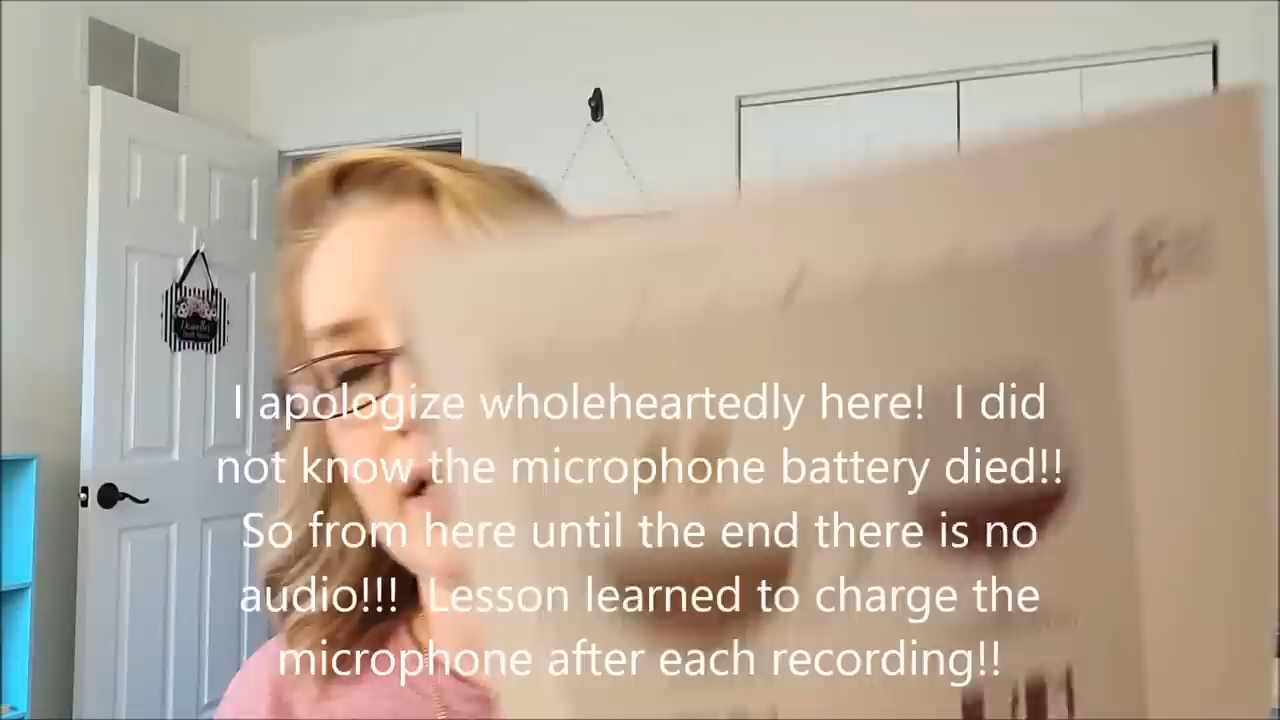 I apologize wholeheartedly here!  I did
not know the microphone battery died!!
So from here until the end there is no
audio!!!  Lesson learned to charge the
microphone after each recording!!